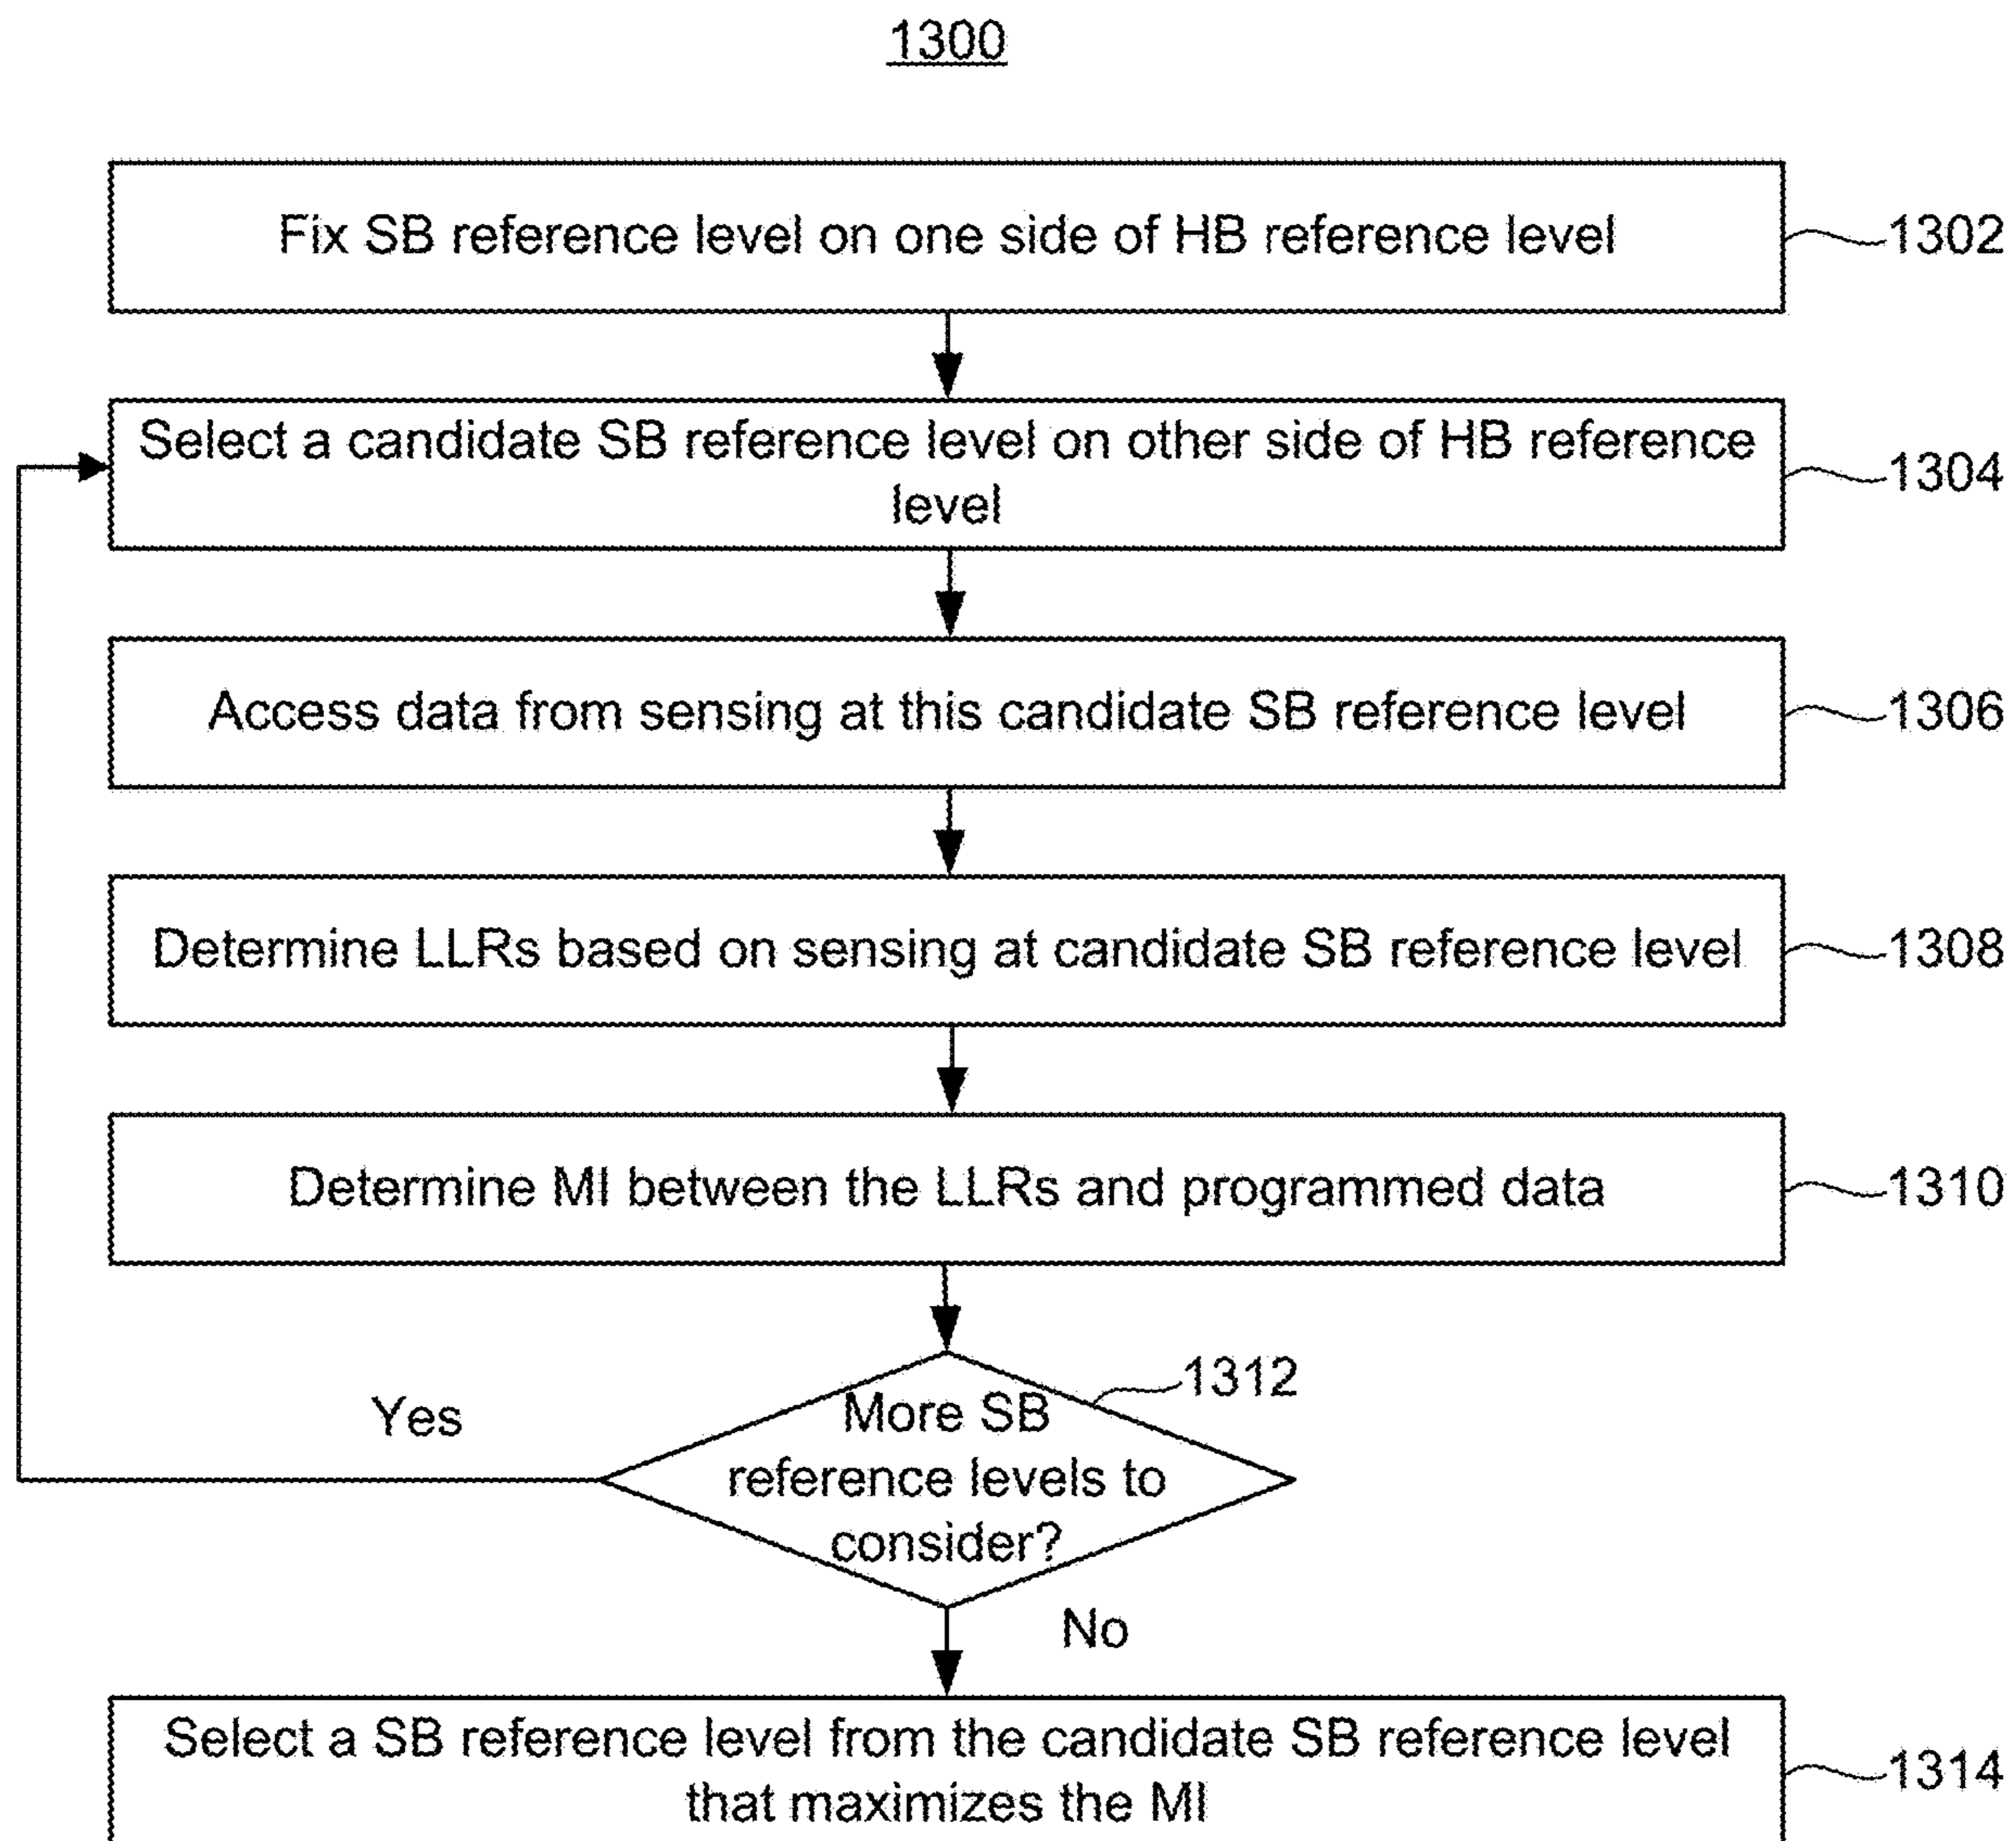 1300
Fix SB reference level on one side of HB reference level
1302
Select a candidate SB reference level on other side of HB reference
level
1304
Access data from sensing at this candidate SB reference level
1306
Determine LLRs based on sensing at candidate SB reference level
1308
Determine MI between the LLRs and programmed data
1310
1312
Yes
More SB
reference levels to
consider?
No
Select a SB reference level from the candidate SB reference level
that maximizes the MI
1314